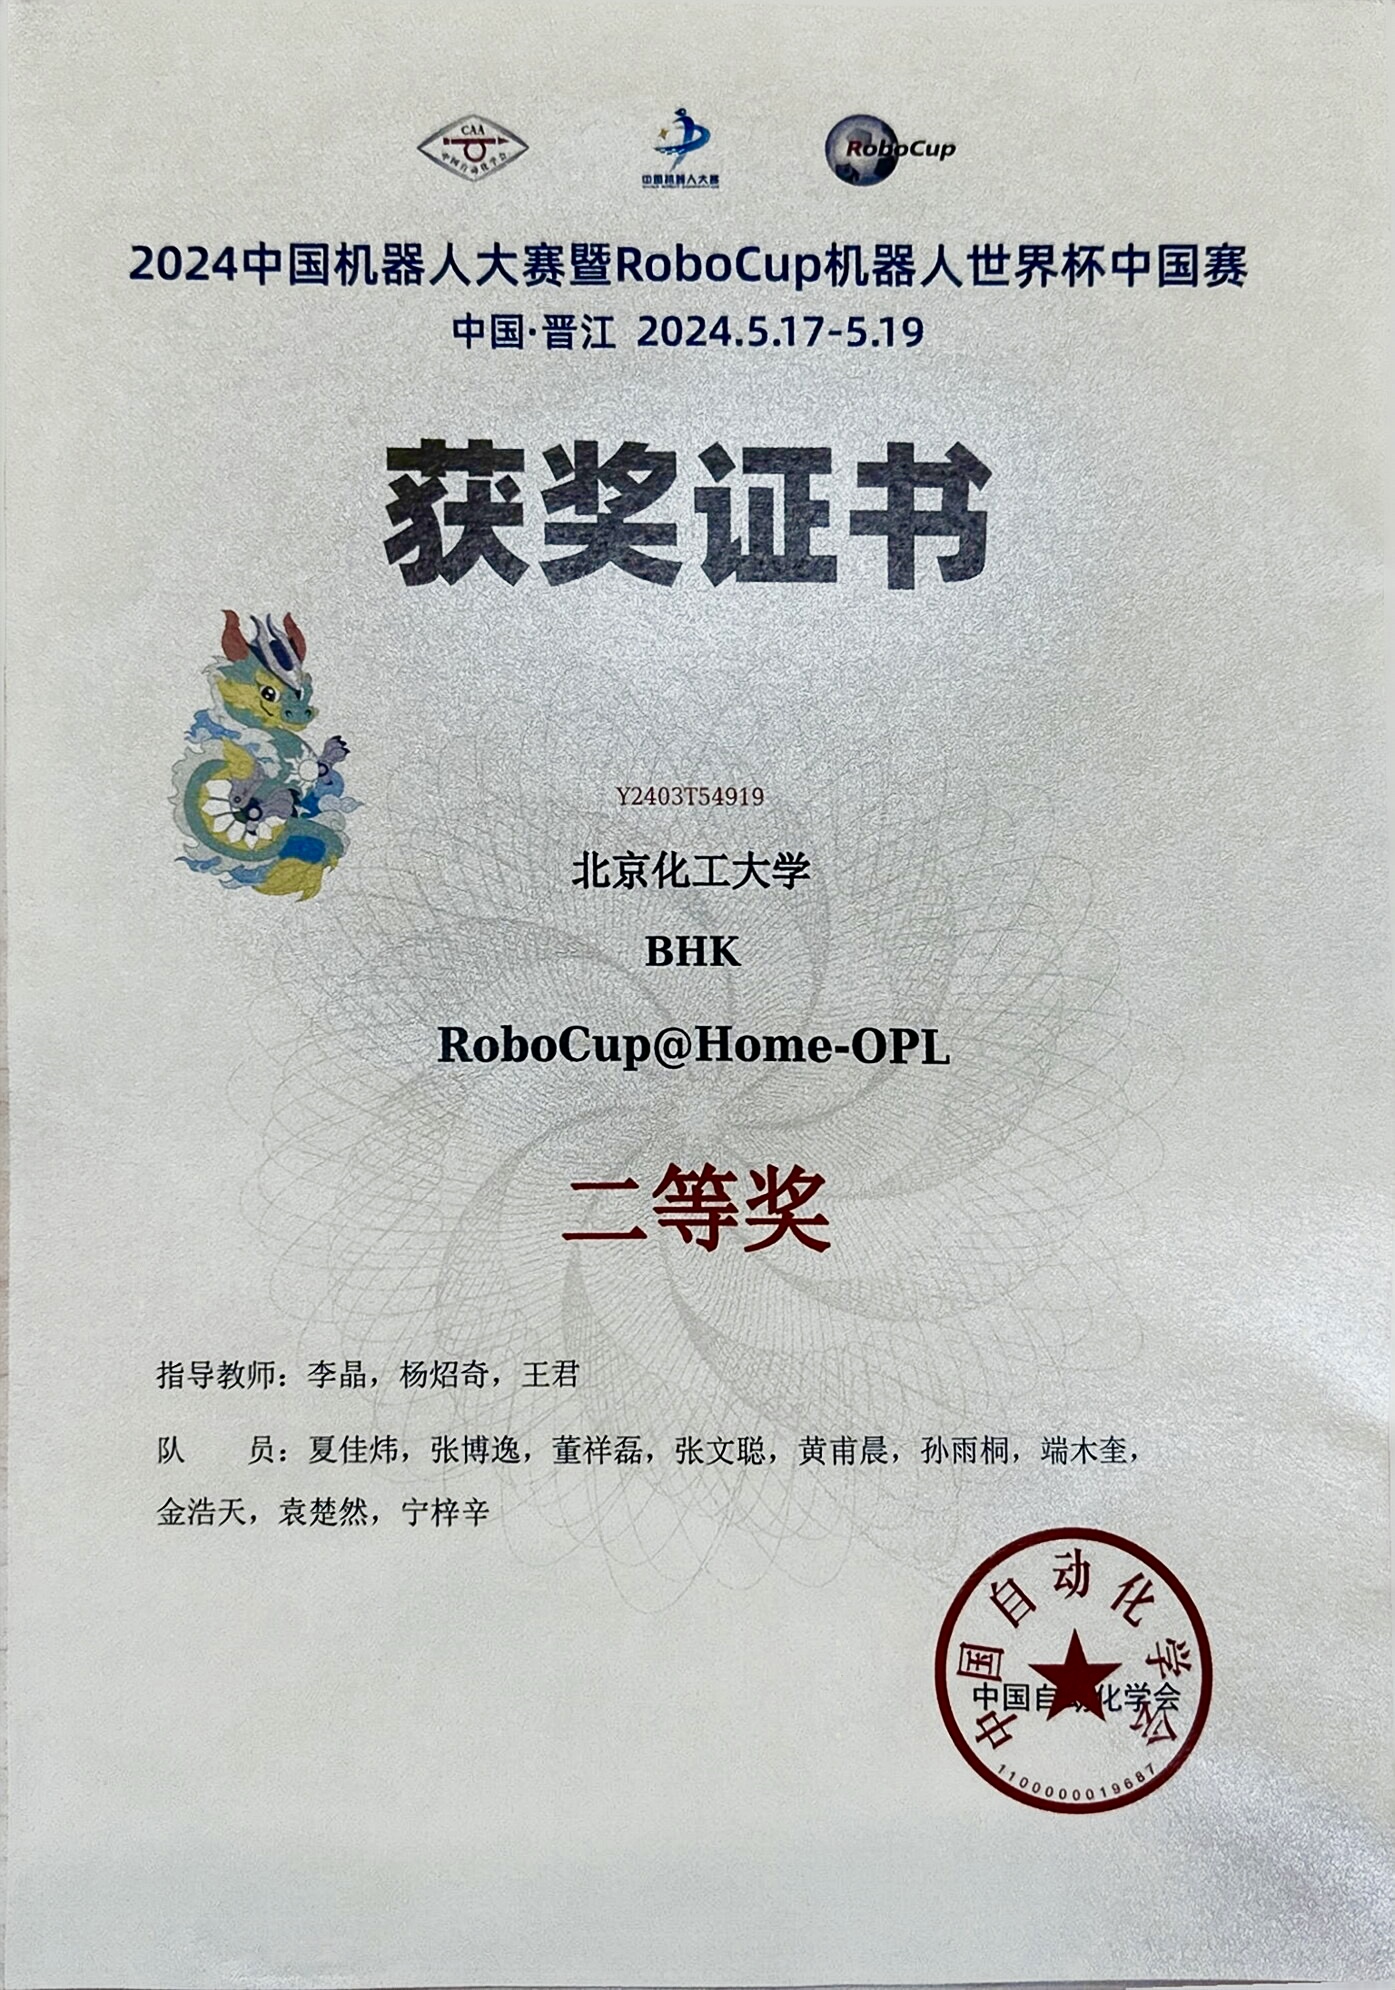 CAA
中国自动化学会
中国机器人大赛
RoboCup
2024中国机器人大赛暨RoboCup机器人世界杯中国赛
中国·晋江 2024.5.17-5.19
获奖证书
Y2403T54919
北京化工大学
BHK
RoboCup@Home-OPL
二等奖
指导教师：李晶，杨炤奇，王君
队　　员：夏佳炜，张博逸，董祥磊，张文聪，黄甫晨，孙雨桐，端木奎，
金浩天，袁楚然，宁梓辛
中国自动化学会
中国自动化学会
1100000019687